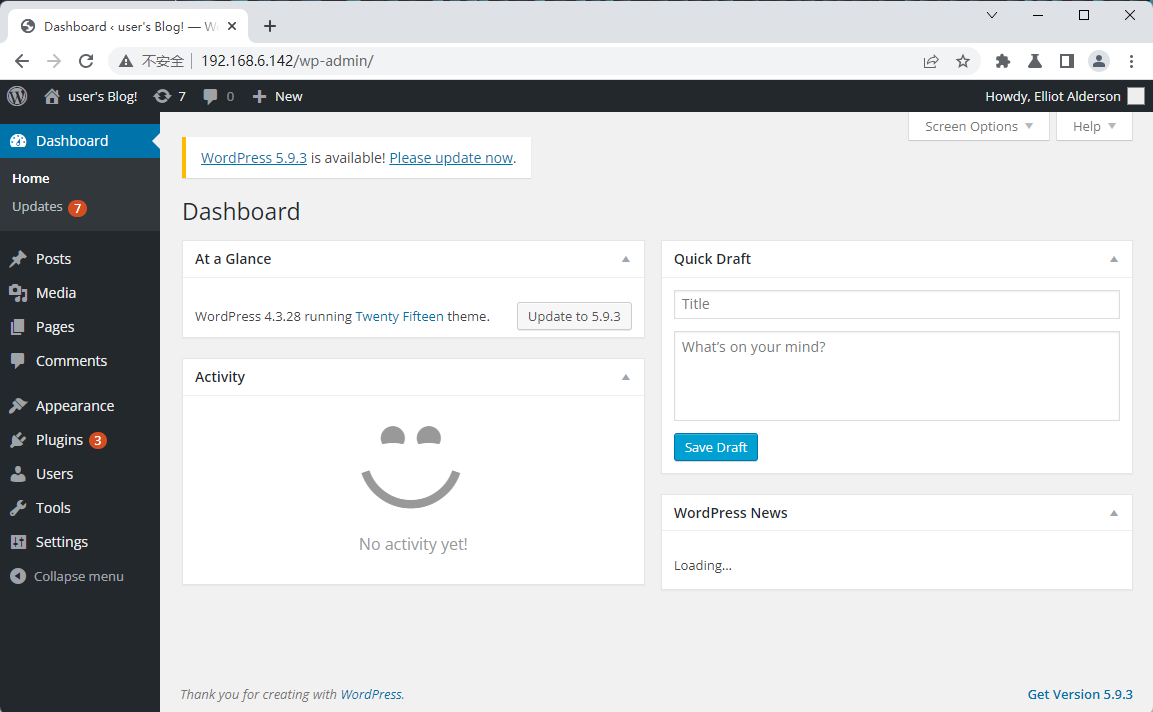 Dashboard ‹ user's Blog! — W
不安全 192.168.6.142/wp-admin/
user's Blog! 7 0 New Howdy, Elliot Alderson
Screen Options Help
Dashboard
Home
Updates 7
Posts
Media
Pages
Comments
Appearance
Plugins 3
Users
Tools
Settings
Collapse menu
WordPress 5.9.3 is available! Please update now.
Dashboard
At a Glance
WordPress 4.3.28 running Twenty Fifteen theme. Update to 5.9.3
Activity
No activity yet!
Quick Draft
Title
What's on your mind?
Save Draft
WordPress News
Loading...
Thank you for creating with WordPress.
Get Version 5.9.3